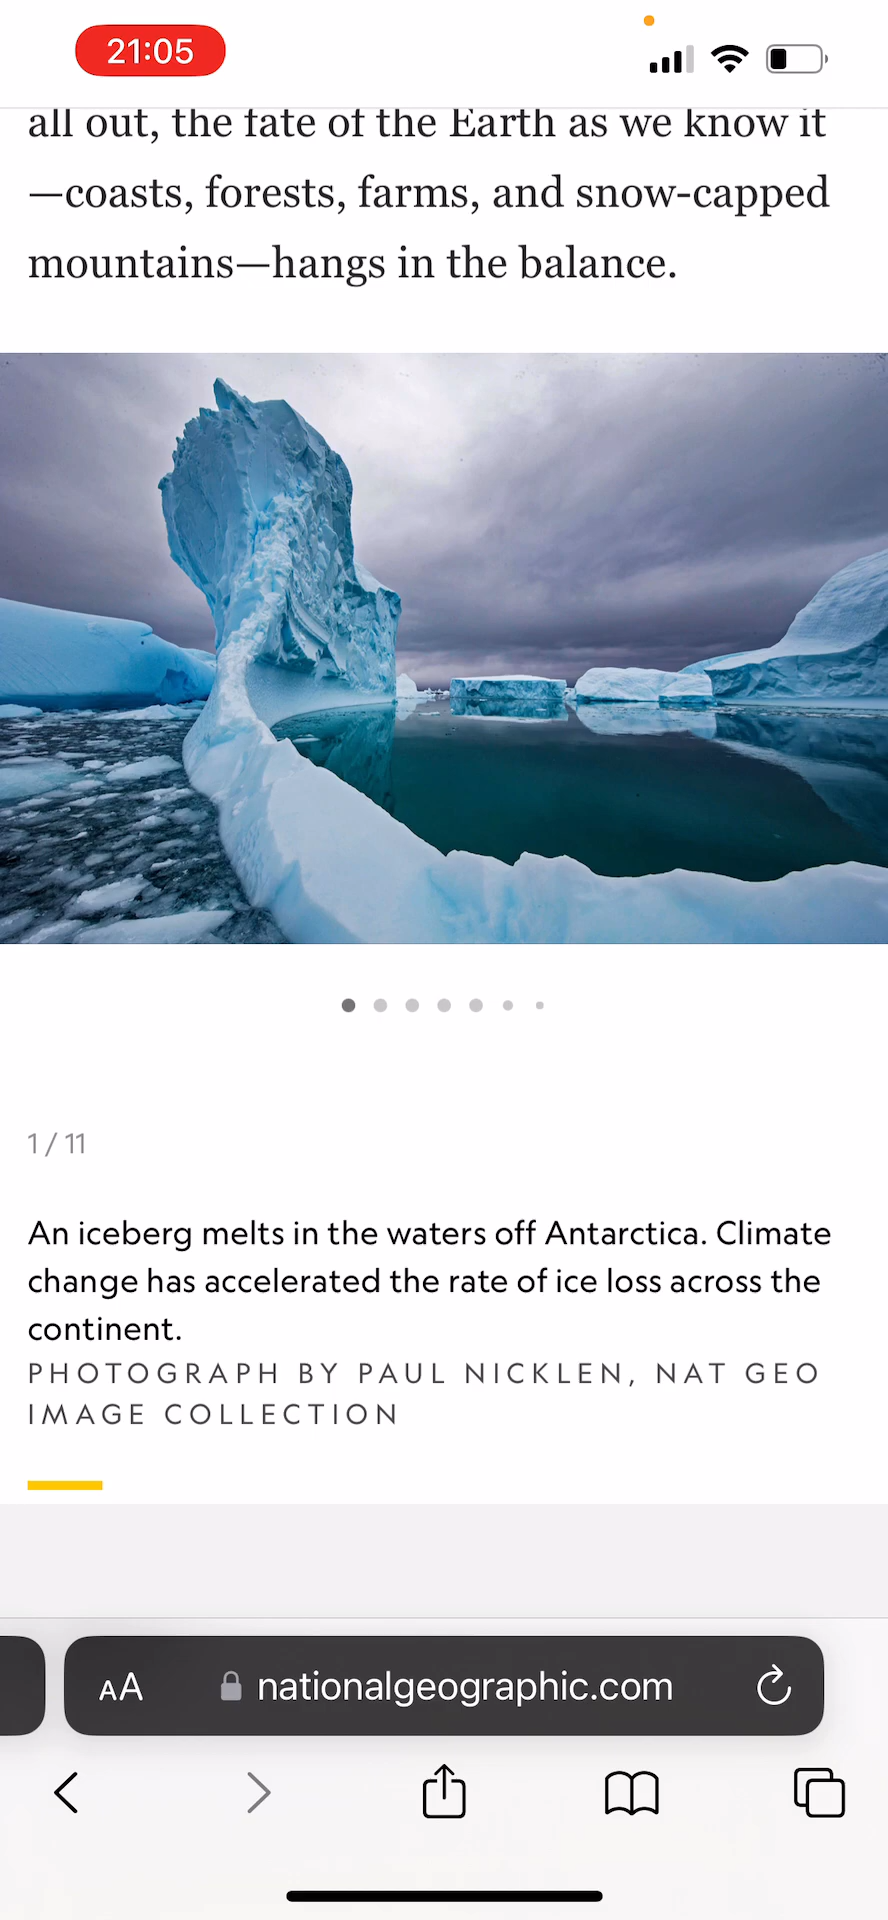 21:05
all out, the fate of the Earth as we know it
—coasts, forests, farms, and snow-capped
mountains—hangs in the balance.
1 / 11
An iceberg melts in the waters off Antarctica. Climate
change has accelerated the rate of ice loss across the
continent.
PHOTOGRAPH BY PAUL NICKLEN, NAT GEO
IMAGE COLLECTION
AA nationalgeographic.com